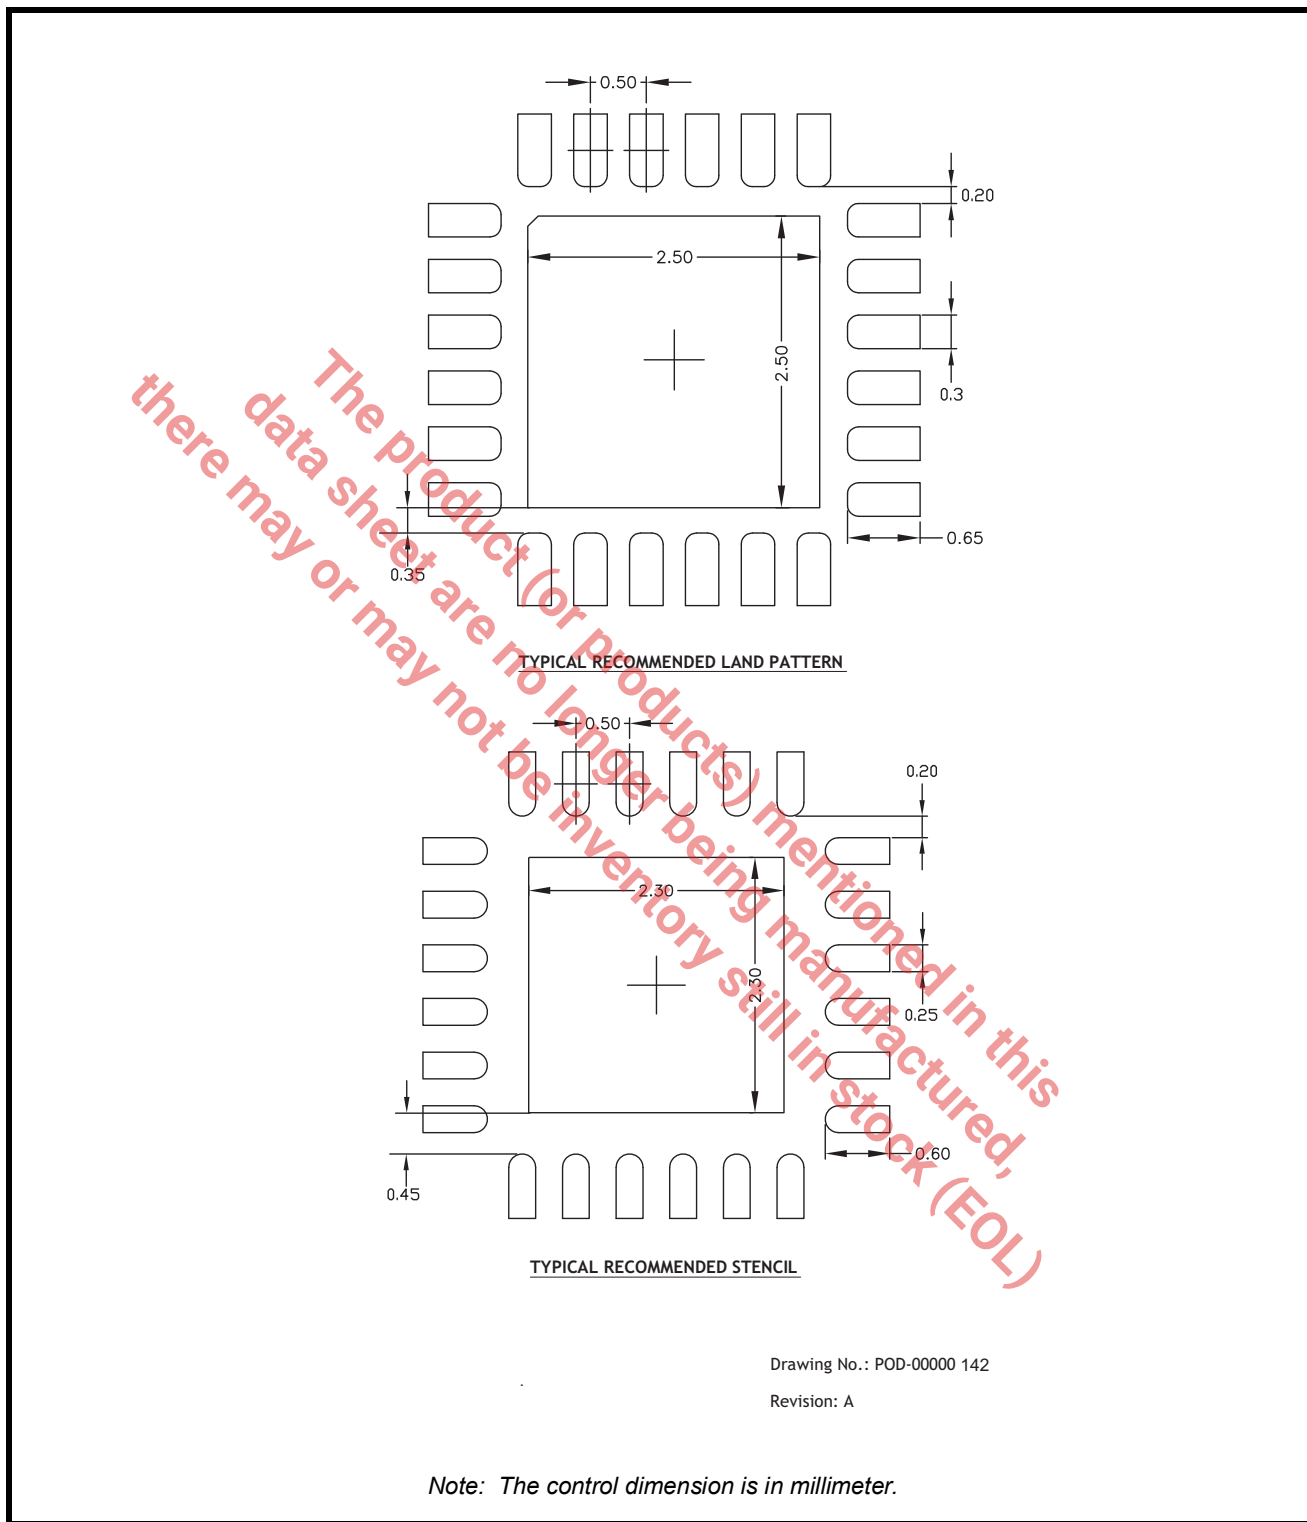 0.50
0.20
2.50
2.50
0.3
0.65
0.35
TYPICAL RECOMMENDED LAND PATTERN
0.50
0.20
2.30
2.30
0.25
0.60
0.45
TYPICAL RECOMMENDED STENCIL
The product (or products) mentioned in this
data sheet are no longer being manufactured,
there may or may not be inventory still in stock (EOL)
Drawing No.: POD-00000 142
Revision: A
Note: The control dimension is in millimeter.